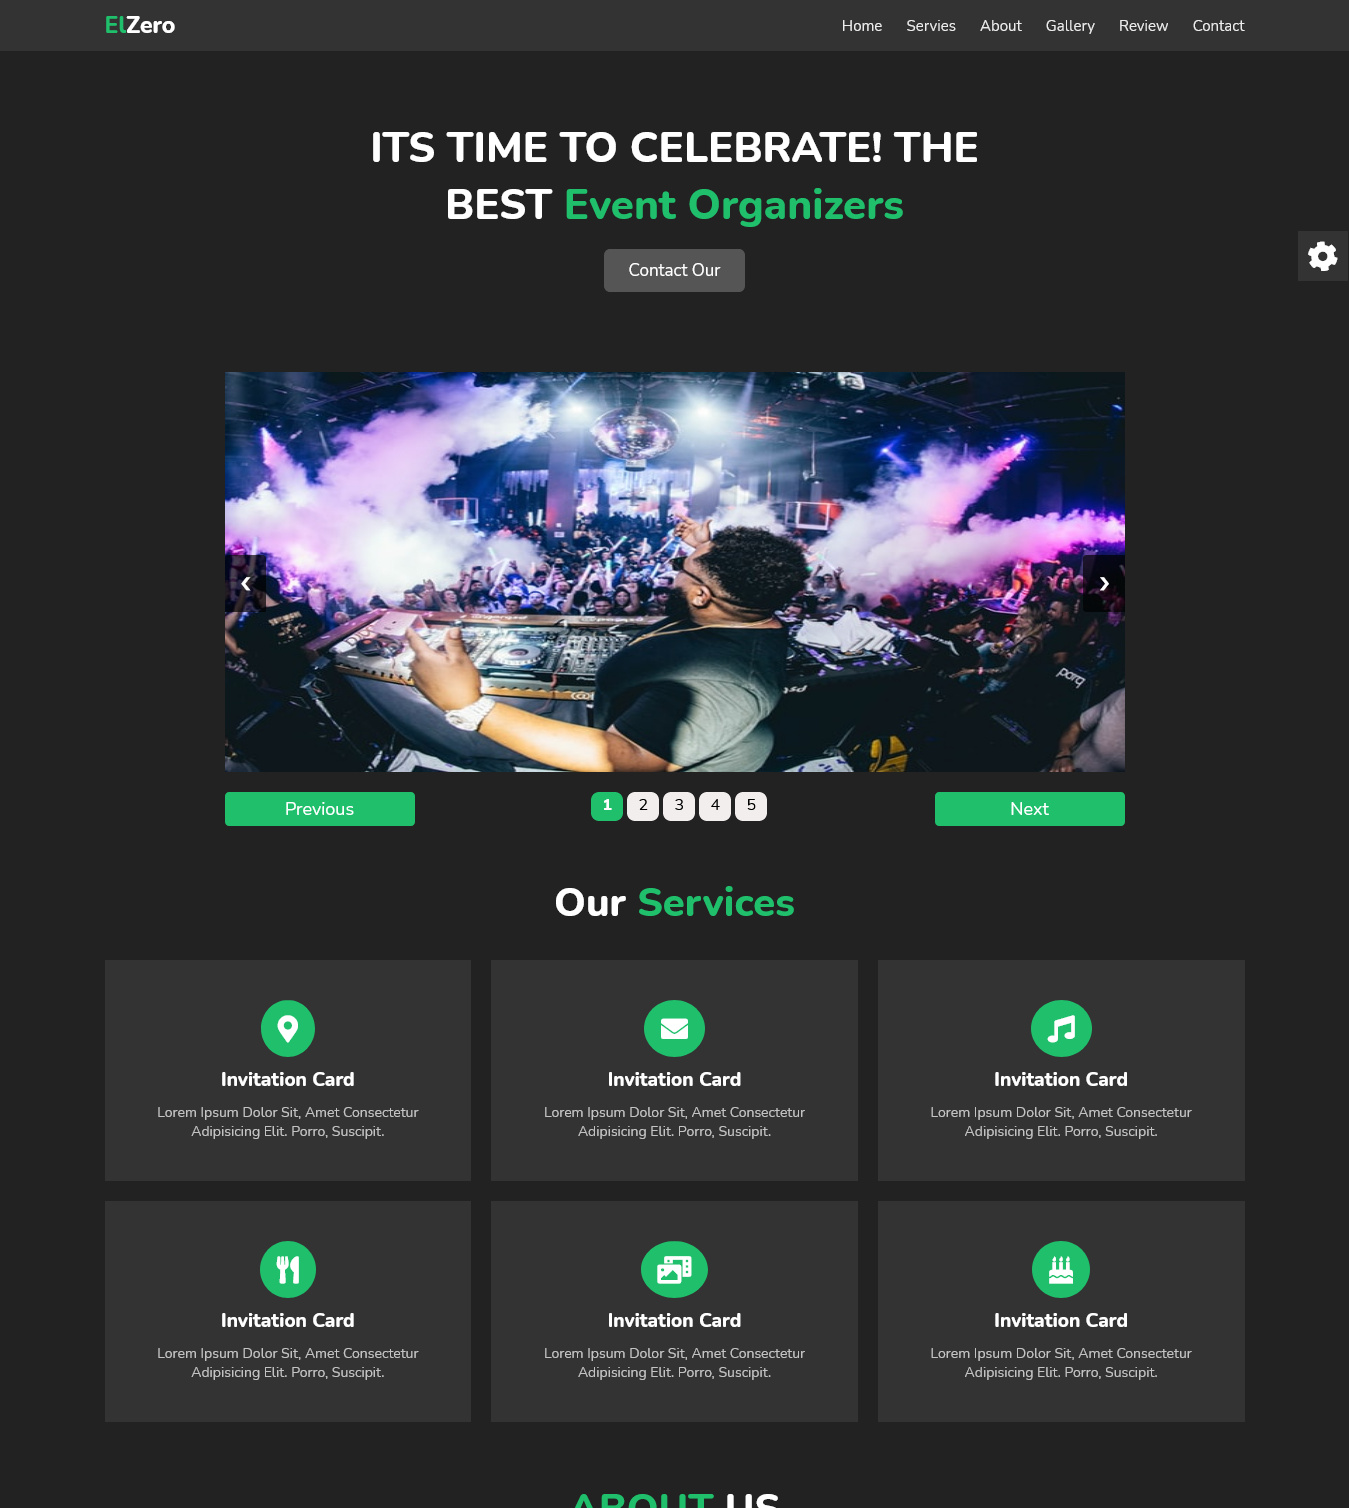 ElZero
Home Servies About Gallery Review Contact
ITS TIME TO CELEBRATE! THE
BEST Event Organizers
Contact Our
‹ ›
parq
Previous 1 2 3 4 5 Next
Our Services
Invitation Card
Lorem Ipsum Dolor Sit, Amet Consectetur
Adipisicing Elit. Porro, Suscipit.
Invitation Card
Lorem Ipsum Dolor Sit, Amet Consectetur
Adipisicing Elit. Porro, Suscipit.
Invitation Card
Lorem Ipsum Dolor Sit, Amet Consectetur
Adipisicing Elit. Porro, Suscipit.
Invitation Card
Lorem Ipsum Dolor Sit, Amet Consectetur
Adipisicing Elit. Porro, Suscipit.
Invitation Card
Lorem Ipsum Dolor Sit, Amet Consectetur
Adipisicing Elit. Porro, Suscipit.
Invitation Card
Lorem Ipsum Dolor Sit, Amet Consectetur
Adipisicing Elit. Porro, Suscipit.
ABOUT US